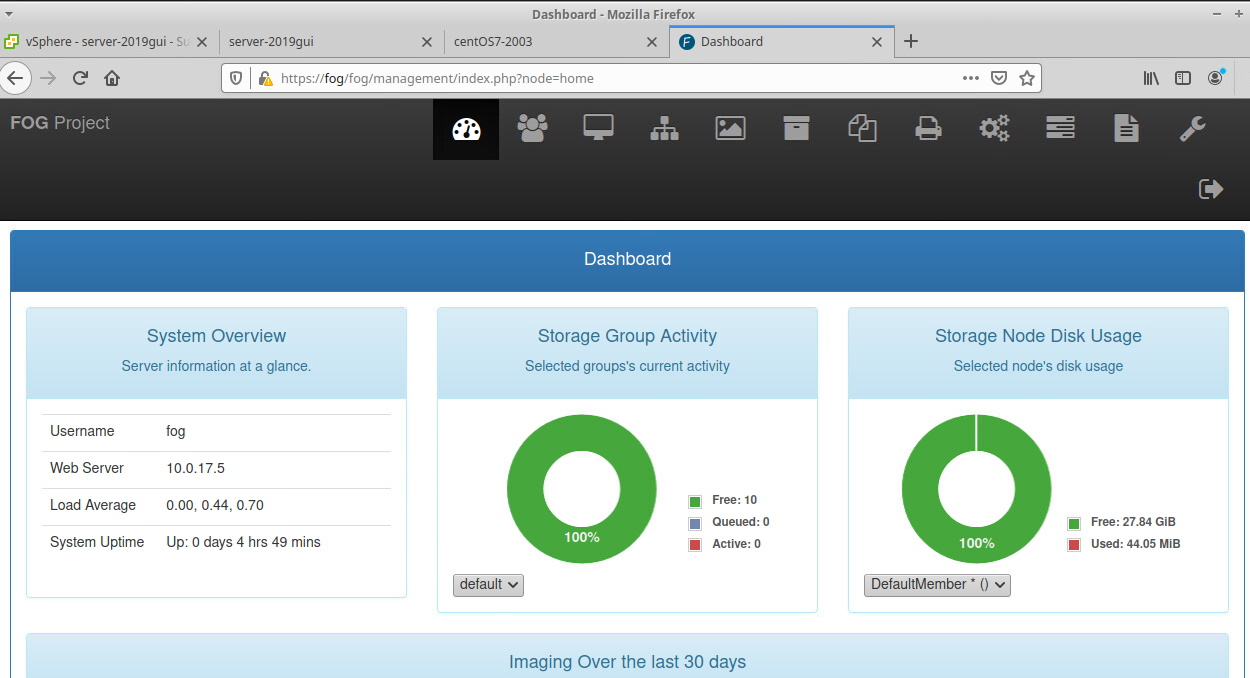 Dashboard - Mozilla Firefox
vSphere - server-2019gui - Su
server-2019gui
centOS7-2003
Dashboard
https://fog/fog/management/index.php?node=home
FOG Project
Dashboard
System Overview
Server information at a glance.
Username fog
Web Server 10.0.17.5
Load Average 0.00, 0.44, 0.70
System Uptime Up: 0 days 4 hrs 49 mins
Storage Group Activity
Selected groups's current activity
100%
Free: 10
Queued: 0
Active: 0
default
Storage Node Disk Usage
Selected node's disk usage
100%
Free: 27.84 GiB
Used: 44.05 MiB
DefaultMember * ()
Imaging Over the last 30 days